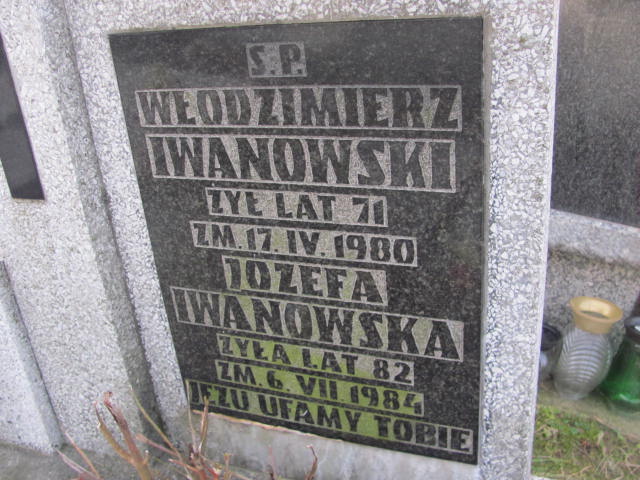 Ś.P.
WŁODZIMIERZ
IWANOWSKI
ŻYŁ LAT 71
ZM. 17. IV. 1980
JÓZEFA
IWANOWSKA
ŻYŁA LAT 82
ZM. 6. VII 1984
JEZU UFAMY TOBIE